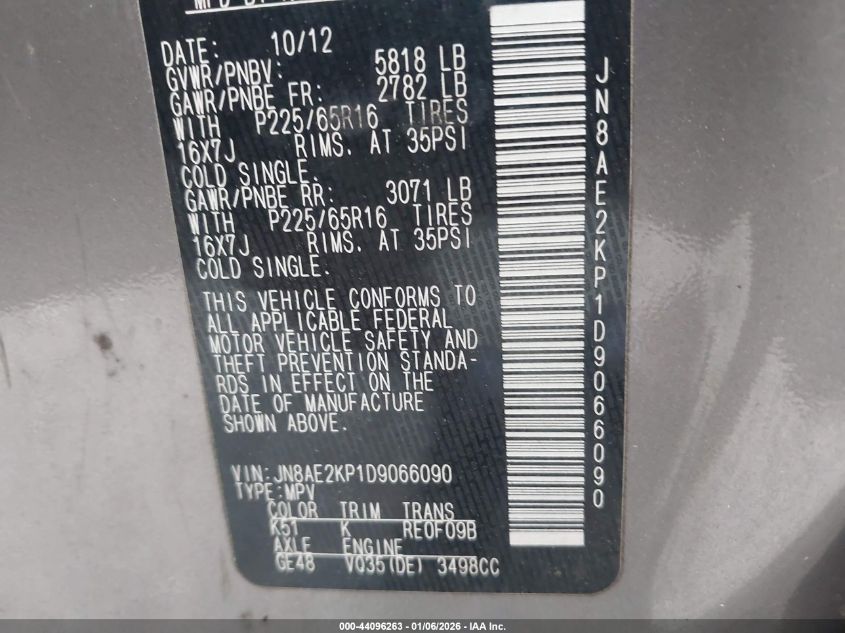 DATE: 10/12
GVWR/PNBV: 5818 LB
GAWR/PNBE FR: 2782 LB
WITH P225/65R16 TIRES
16X7J RIMS. AT 35PSI
COLD SINGLE.
GAWR/PNBE RR: 3071 LB
WITH P225/65R16 TIRES
16X7J RIMS. AT 35PSI
COLD SINGLE.
THIS VEHICLE CONFORMS TO
ALL APPLICABLE FEDERAL
MOTOR VEHICLE SAFETY AND
THEFT PREVENTION STANDA-
RDS IN EFFECT ON THE
DATE OF MANUFACTURE
SHOWN ABOVE.
VIN:JN8AE2KP1D9066090
TYPE:MPV
COLOR TRIM TRANS
K51 K RE0F09B
AXLE ENGINE
GE48 VQ35(DE) 3498CC
JN8AE2KP1D9066090
000-44096263 - 01/06/2026 - IAA Inc.